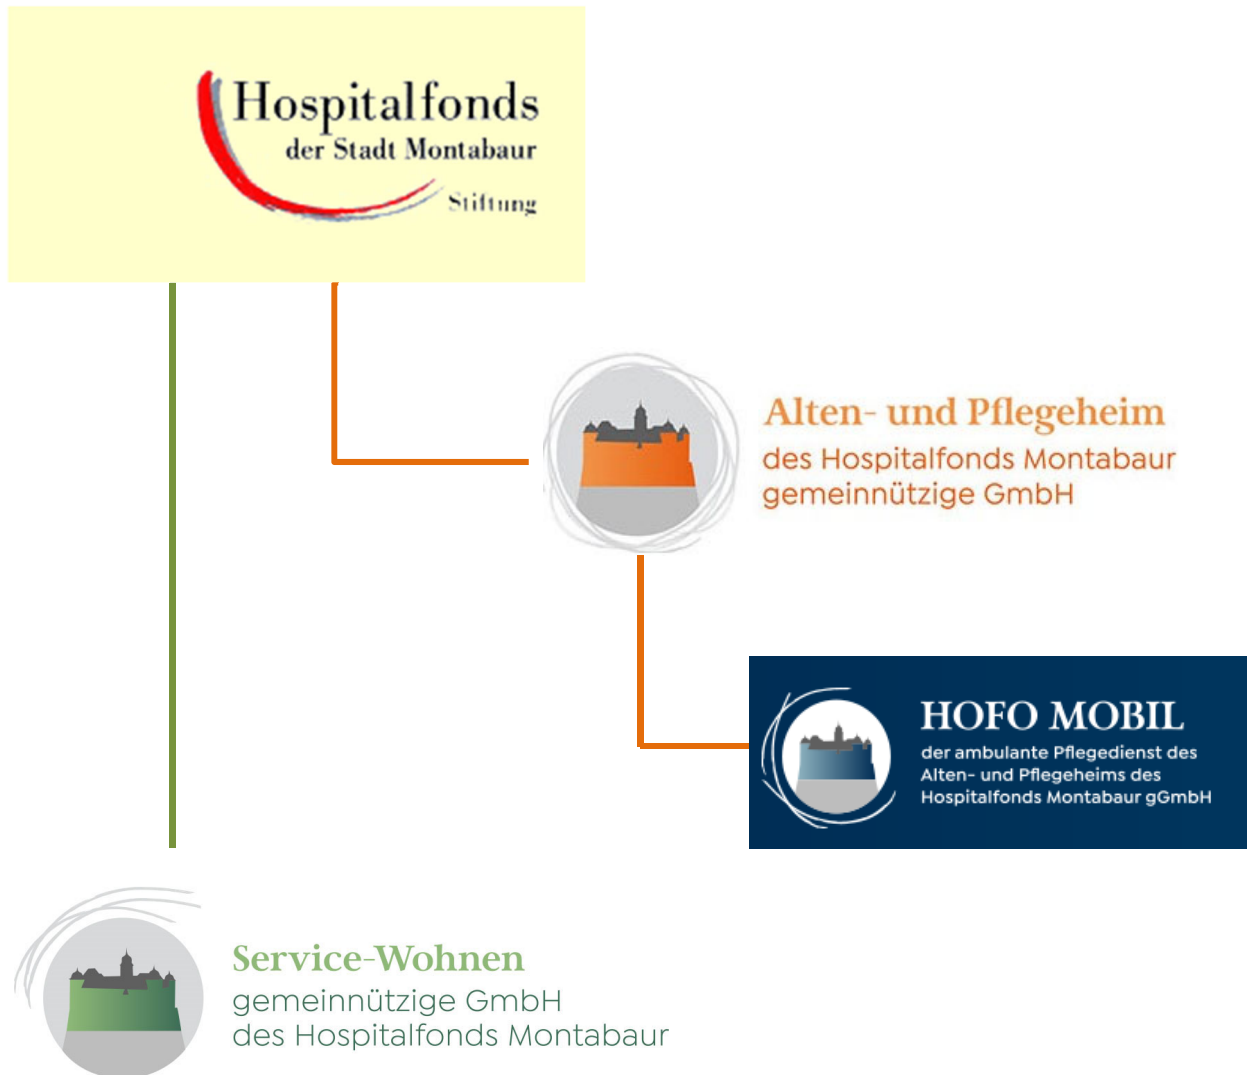 Hospitalfonds
der Stadt Montabaur
Stiftung
Alten- und Pflegeheim
des Hospitalfonds Montabaur
gemeinnützige GmbH
HOFO MOBIL
der ambulante Pflegedienst des
Alten- und Pflegeheims des
Hospitalfonds Montabaur gGmbH
Service-Wohnen
gemeinnützige GmbH
des Hospitalfonds Montabaur